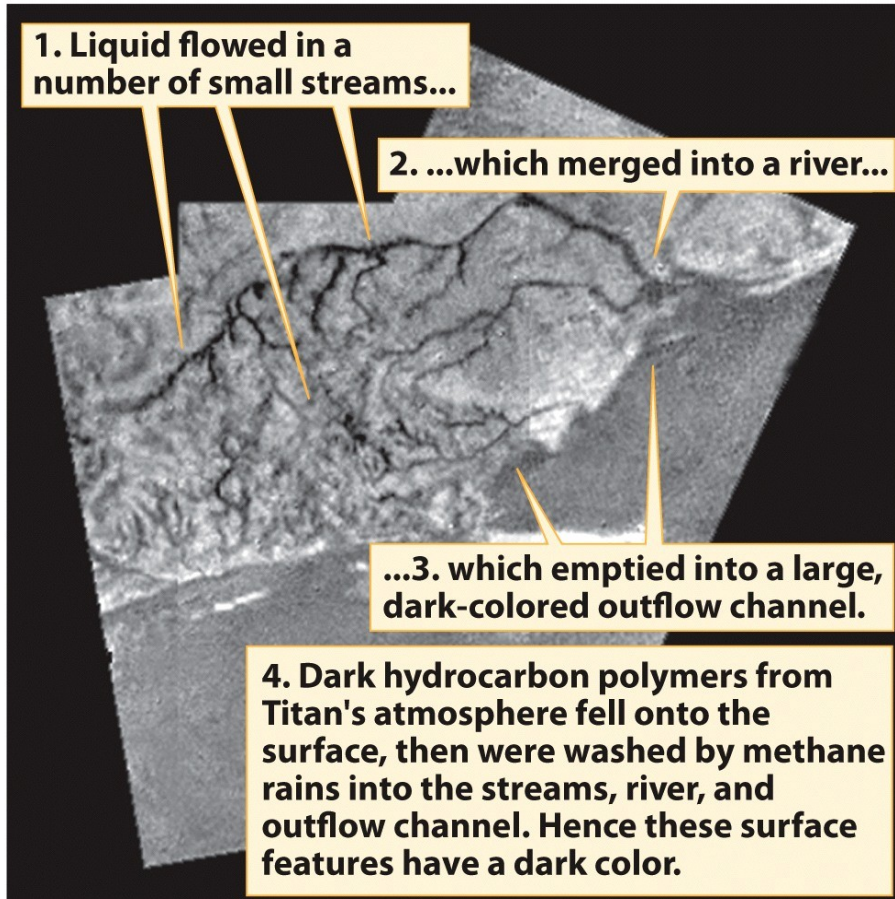 1. Liquid flowed in a
number of small streams...
2. ...which merged into a river...
...3. which emptied into a large,
dark-colored outflow channel.
4. Dark hydrocarbon polymers from
Titan's atmosphere fell onto the
surface, then were washed by methane
rains into the streams, river, and
outflow channel. Hence these surface
features have a dark color.